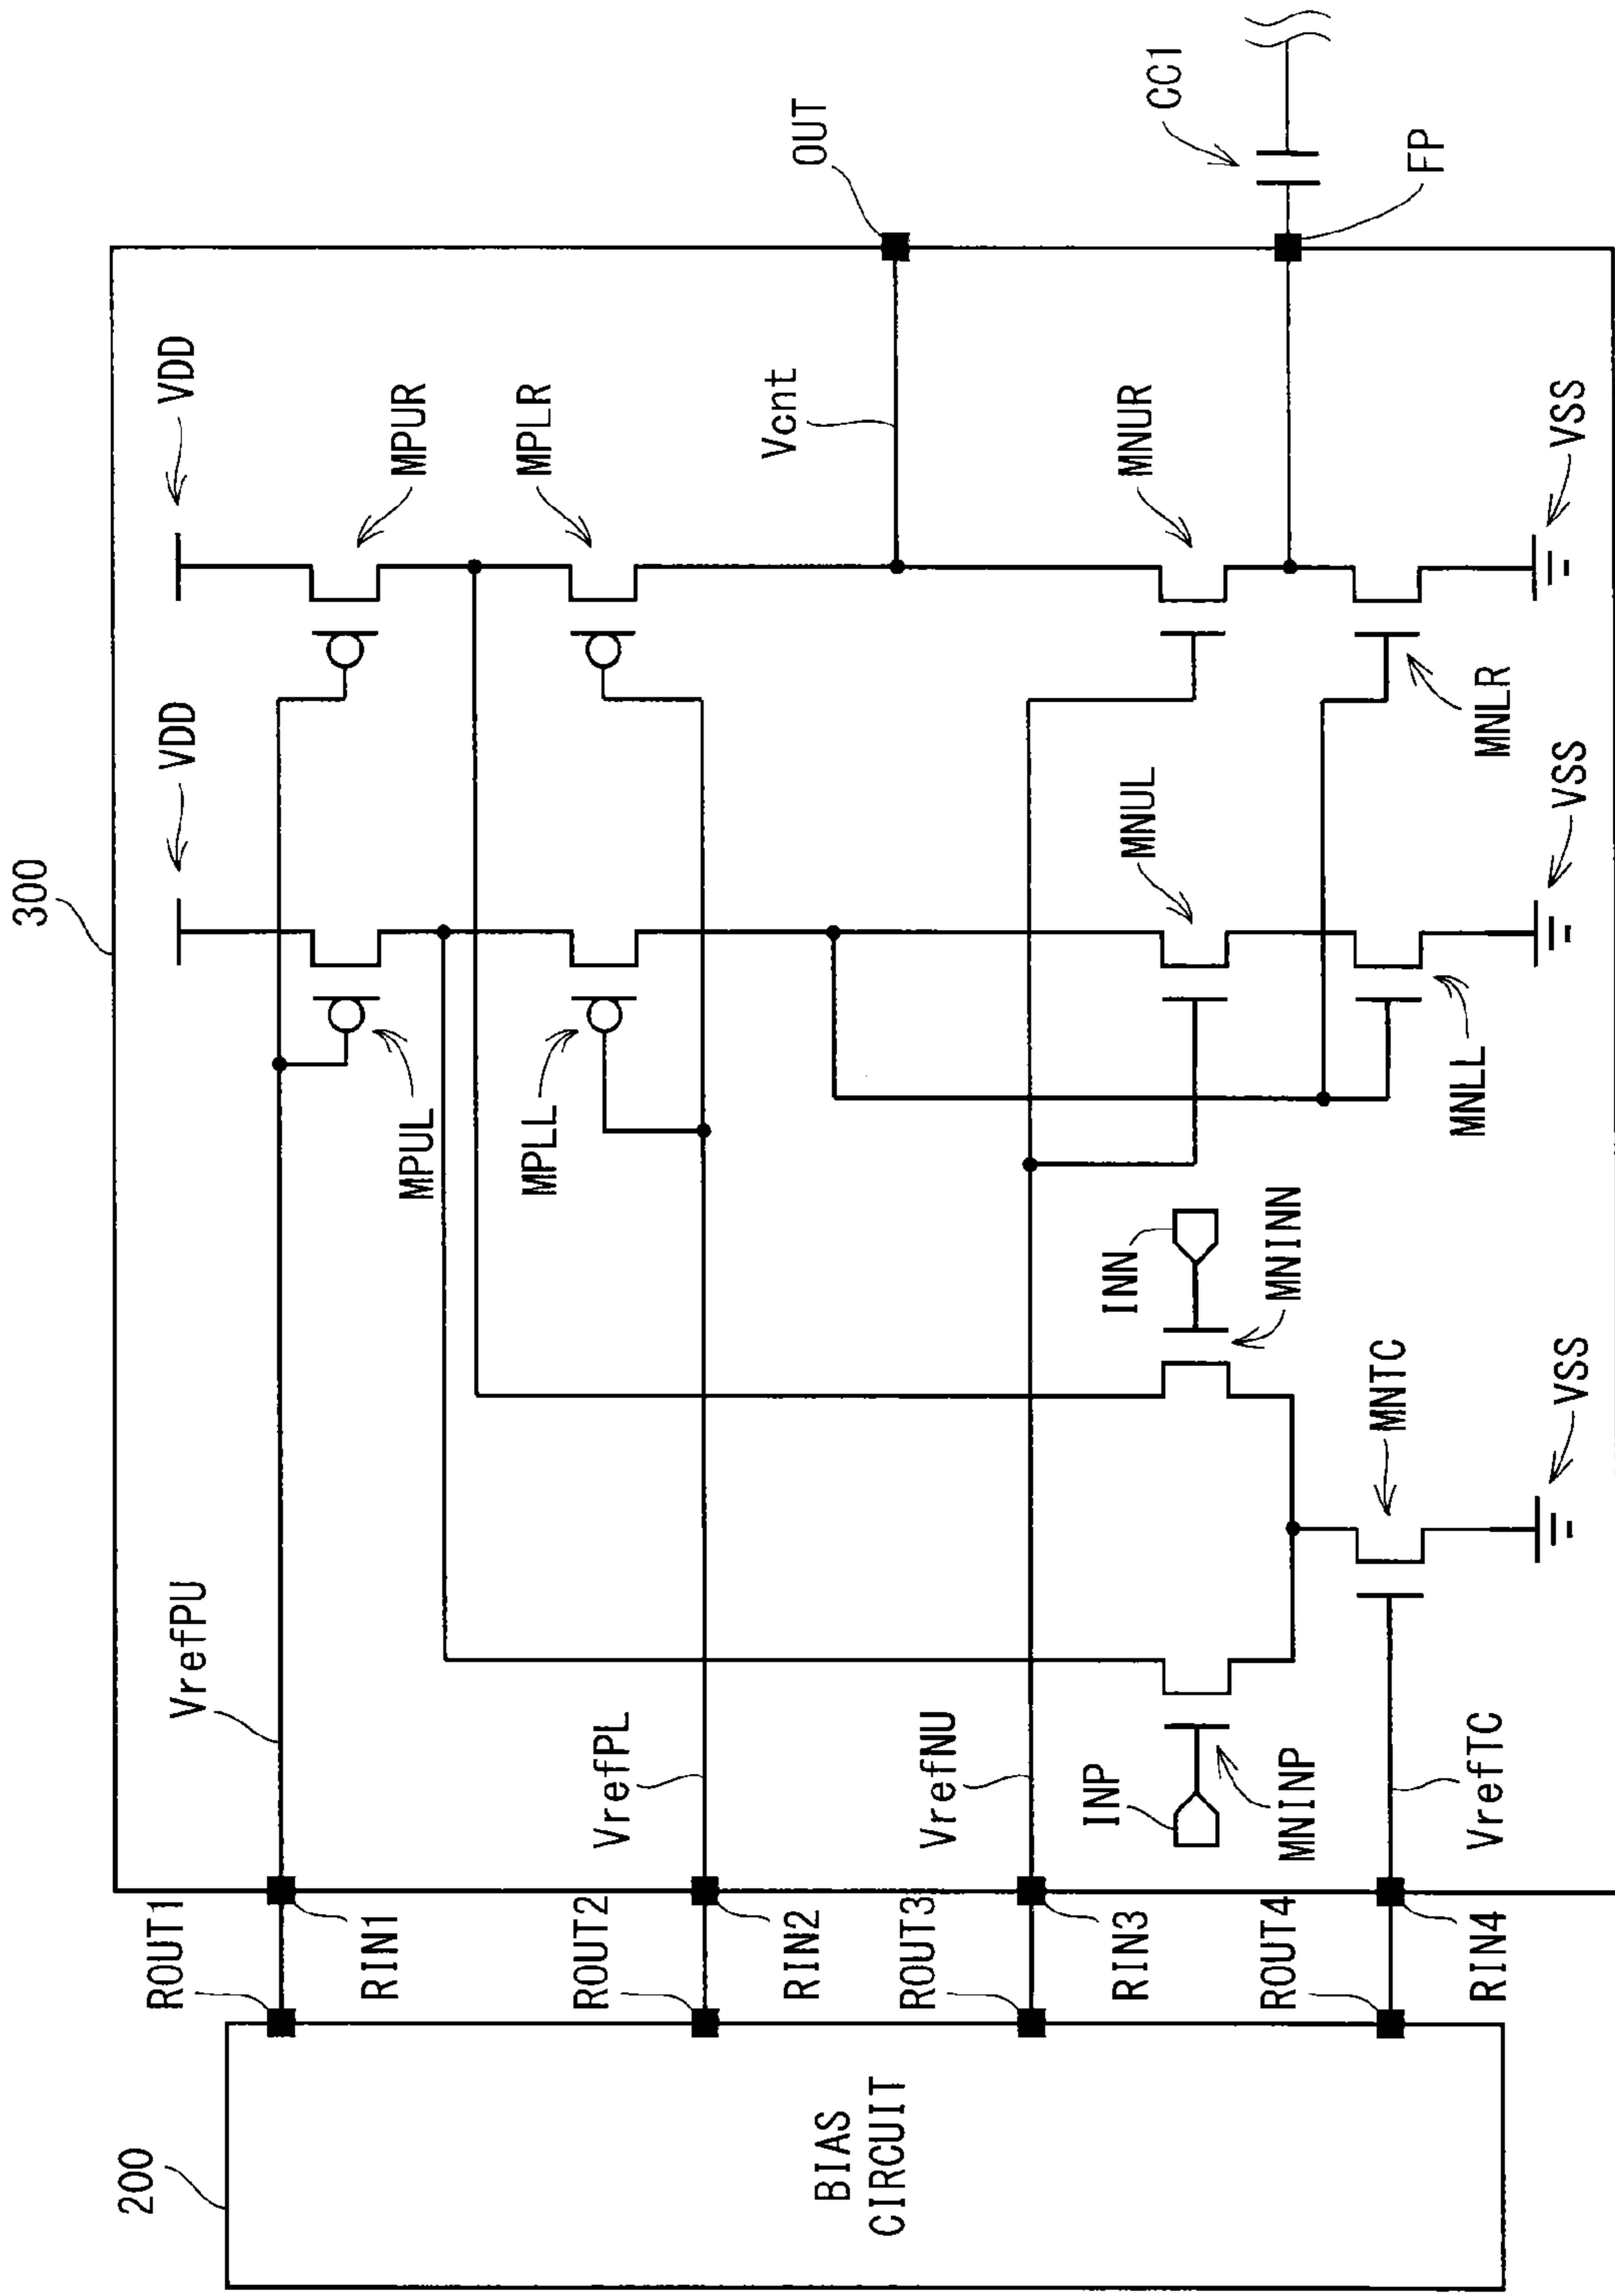 300
200
BIAS
CIRCUIT
ROUT1
RIN1
ROUT2
RIN2
ROUT3
RIN3
ROUT4
RIN4
VrefPU
VrefPL
VrefNU
VrefTC
INP
MNINP
INN
MNINN
MNTC
VSS
VDD
MPUL
MPLL
MNUL
MNLL
VSS
VDD
MPUR
MPLR
Vcnt
MNUR
MNLR
VSS
OUT
FP
CC1